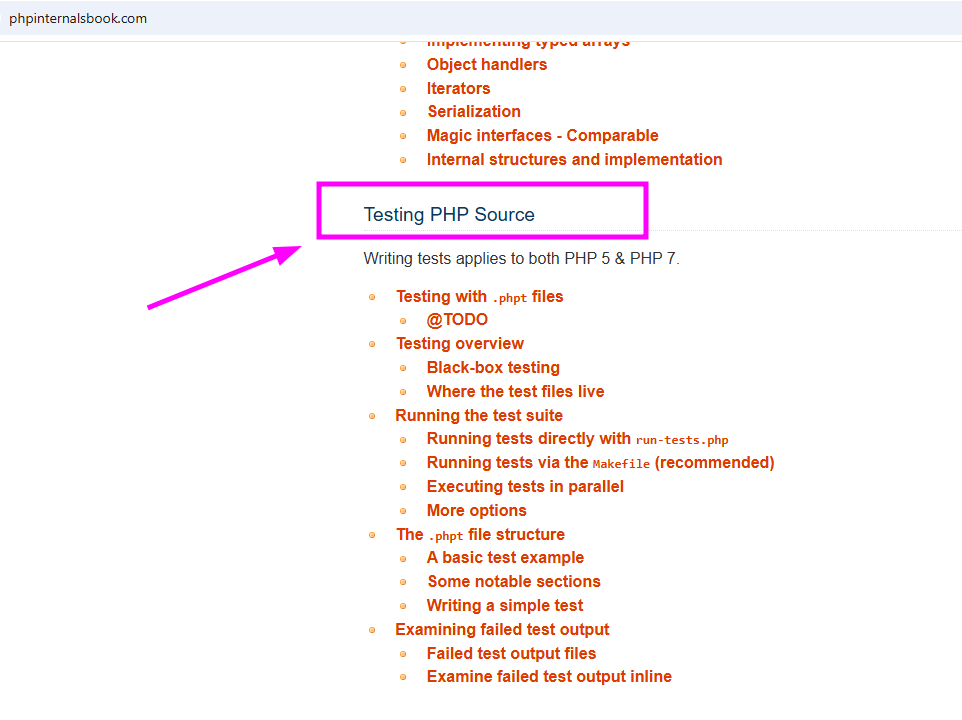 phpinternalsbook.com
Implementing typed arrays
Object handlers
Iterators
Serialization
Magic interfaces - Comparable
Internal structures and implementation
Testing PHP Source
Writing tests applies to both PHP 5 & PHP 7.
Testing with .phpt files
@TODO
Testing overview
Black-box testing
Where the test files live
Running the test suite
Running tests directly with run-tests.php
Running tests via the Makefile (recommended)
Executing tests in parallel
More options
The .phpt file structure
A basic test example
Some notable sections
Writing a simple test
Examining failed test output
Failed test output files
Examine failed test output inline